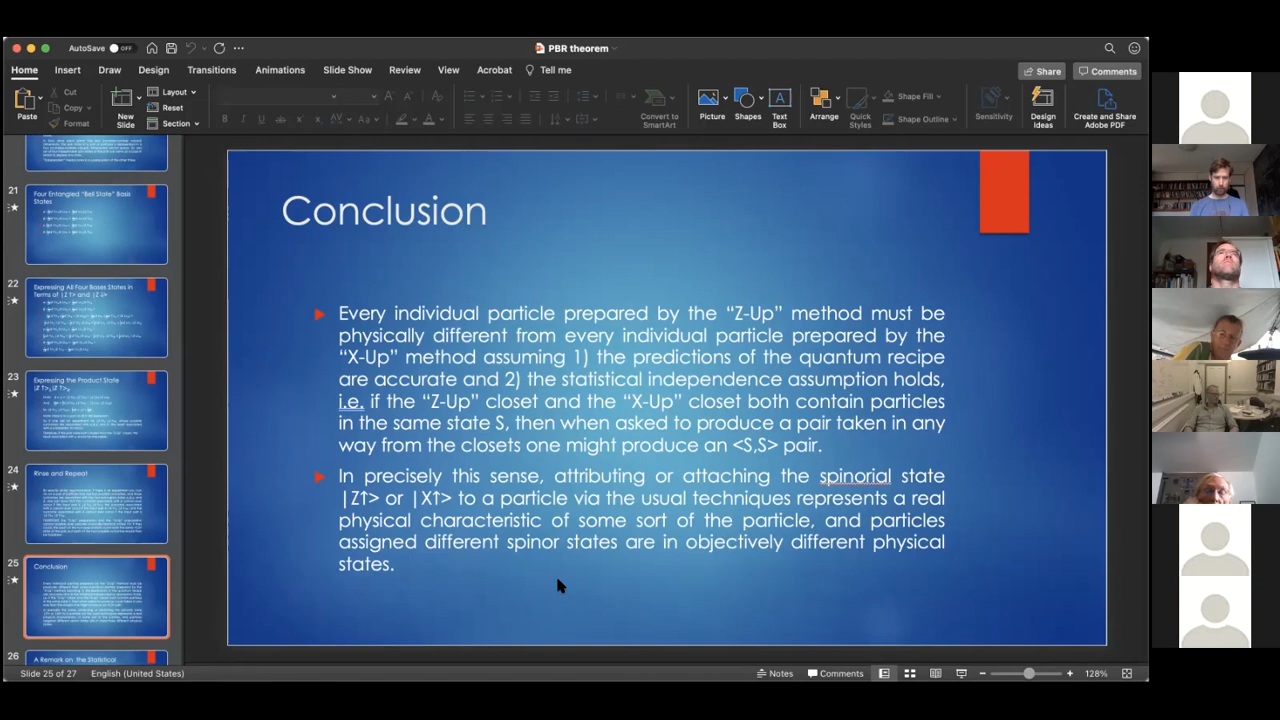 AutoSave OFF PBR theorem
Home Insert Draw Design Transitions Animations Slide Show Review View Acrobat Tell me Share Comments
Paste Cut Copy Format New Slide Layout Reset Section Convert to SmartArt Picture Shapes Text Box Arrange Quick Styles Shape Fill Shape Outline Sensitivity Design Ideas Create and Share Adobe PDF
21
Four Entangled "Bell State" Basis
States
22
Expressing All Four Bases States in
Terms of |Z↑> and |Z↓>
23
Expressing the Product State
24
Rinse and Repeat
25
Conclusion
26
A Remark on the Statistical
Conclusion
Every individual particle prepared by the “Z-Up” method must be
physically different from every individual particle prepared by the
“X-Up” method assuming 1) the predictions of the quantum recipe
are accurate and 2) the statistical independence assumption holds,
i.e. if the “Z-Up” closet and the “X-Up” closet both contain particles
in the same state S, then when asked to produce a pair taken in any
way from the closets one might produce an <S,S> pair.
In precisely this sense, attributing or attaching the spinorial state
|Z↑> or |X↑> to a particle via the usual techniques represents a real
physical characteristic of some sort of the particle, and particles
assigned different spinor states are in objectively different physical
states.
Slide 25 of 27 English (United States) Notes Comments 128%